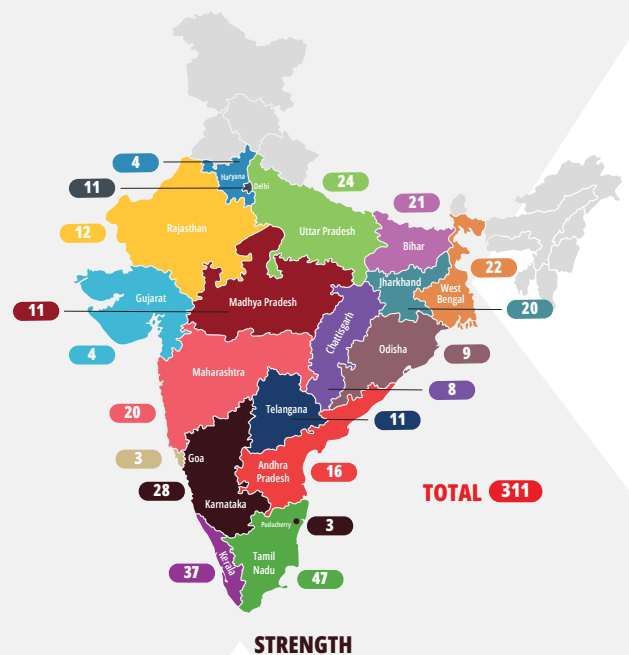 4
Haryana
11
Delhi
24
Uttar Pradesh
21
Bihar
12
Rajasthan
22
Gujarat
Jharkhand
West
Bengal
11
Madhya Pradesh
20
Chattisgarh
4
Odisha
9
Maharashtra
8
Telangana
11
20
3
Goa
Andhra
Pradesh
16
28
Karnataka
TOTAL 311
Puducherry
3
37
Kerala
Tamil
Nadu
47
STRENGTH